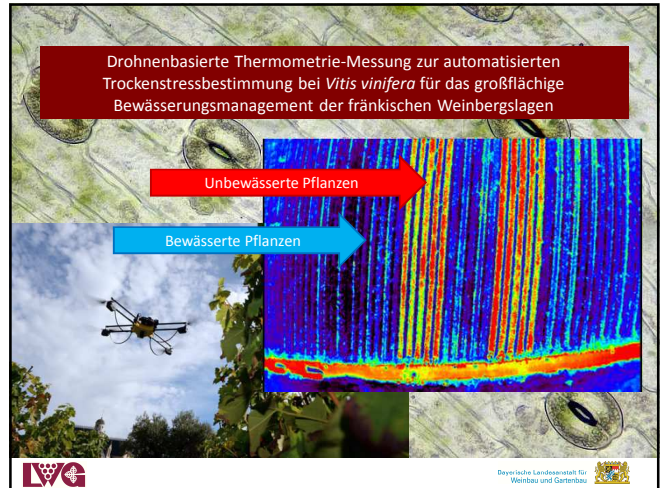 Drohnenbasierte Thermometrie-Messung zur automatisierten
Trockenstressbestimmung bei Vitis vinifera für das großflächige
Bewässerungsmanagement der fränkischen Weinbergslagen
Unbewässerte Pflanzen
Bewässerte Pflanzen
LWG
Bayerische Landesanstalt für
Weinbau und Gartenbau